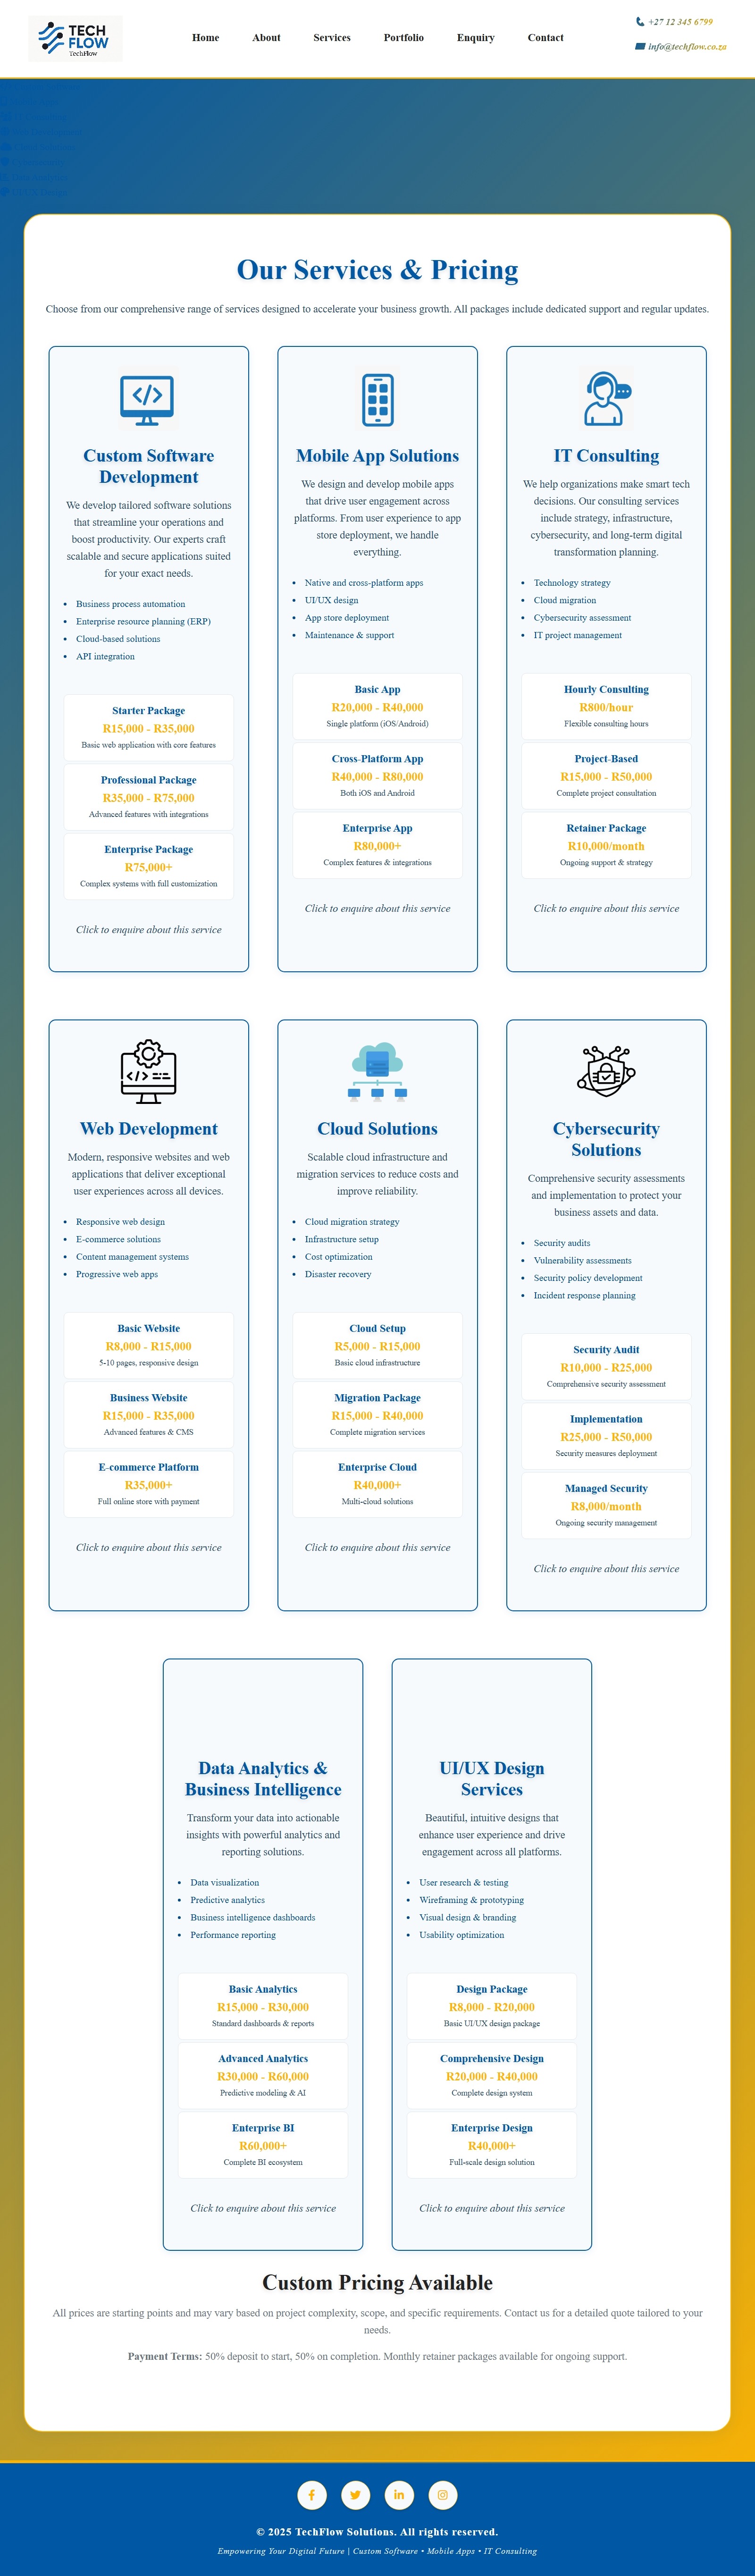 TECH
FLOW
TechFlow
Home About Services Portfolio Enquiry Contact
+27 12 345 6799
info@techflow.co.za
Our Services & Pricing
Choose from our comprehensive range of services designed to accelerate your business growth. All packages include dedicated support and regular updates.
Custom Software
Development
We develop tailored software solutions
that streamline your operations and
boost productivity. Our experts craft
scalable and secure applications suited
for your exact needs.
• Business process automation
• Enterprise resource planning (ERP)
• Cloud-based solutions
• API integration
Starter Package
R15,000 - R35,000
Basic web application with core features
Professional Package
R35,000 - R75,000
Advanced features with integrations
Enterprise Package
R75,000+
Complex systems with full customization
Click to enquire about this service
Mobile App Solutions
We design and develop mobile apps
that drive user engagement across
platforms. From user experience to app
store deployment, we handle
everything.
• Native and cross-platform apps
• UI/UX design
• App store deployment
• Maintenance & support
Basic App
R20,000 - R40,000
Single platform (iOS/Android)
Cross-Platform App
R40,000 - R80,000
Both iOS and Android
Enterprise App
R80,000+
Complex features & integrations
Click to enquire about this service
IT Consulting
We help organizations make smart tech
decisions. Our consulting services
include strategy, infrastructure,
cybersecurity, and long-term digital
transformation planning.
• Technology strategy
• Cloud migration
• Cybersecurity assessment
• IT project management
Hourly Consulting
R800/hour
Flexible consulting hours
Project-Based
R15,000 - R50,000
Complete project consultation
Retainer Package
R10,000/month
Ongoing support & strategy
Click to enquire about this service
Web Development
Modern, responsive websites and web
applications that deliver exceptional
user experiences across all devices.
• Responsive web design
• E-commerce solutions
• Content management systems
• Progressive web apps
Basic Website
R8,000 - R15,000
5-10 pages, responsive design
Business Website
R15,000 - R35,000
Advanced features & CMS
E-commerce Platform
R35,000+
Full online store with payment
Click to enquire about this service
Cloud Solutions
Scalable cloud infrastructure and
migration services to reduce costs and
improve reliability.
• Cloud migration strategy
• Infrastructure setup
• Cost optimization
• Disaster recovery
Cloud Setup
R5,000 - R15,000
Basic cloud infrastructure
Migration Package
R15,000 - R40,000
Complete migration services
Enterprise Cloud
R40,000+
Multi-cloud solutions
Click to enquire about this service
Cybersecurity
Solutions
Comprehensive security assessments
and implementation to protect your
business assets and data.
• Security audits
• Vulnerability assessments
• Security policy development
• Incident response planning
Security Audit
R10,000 - R25,000
Comprehensive security assessment
Implementation
R25,000 - R50,000
Security measures deployment
Managed Security
R8,000/month
Ongoing security management
Click to enquire about this service
Data Analytics &
Business Intelligence
Transform your data into actionable
insights with powerful analytics and
reporting solutions.
• Data visualization
• Predictive analytics
• Business intelligence dashboards
• Performance reporting
Basic Analytics
R15,000 - R30,000
Standard dashboards & reports
Advanced Analytics
R30,000 - R60,000
Predictive modeling & AI
Enterprise BI
R60,000+
Complete BI ecosystem
Click to enquire about this service
UI/UX Design
Services
Beautiful, intuitive designs that
enhance user experience and drive
engagement across all platforms.
• User research & testing
• Wireframing & prototyping
• Visual design & branding
• Usability optimization
Design Package
R8,000 - R20,000
Basic UI/UX design package
Comprehensive Design
R20,000 - R40,000
Complete design system
Enterprise Design
R40,000+
Full-scale design solution
Click to enquire about this service
Custom Pricing Available
All prices are starting points and may vary based on project complexity, scope, and specific requirements. Contact us for a detailed quote tailored to your
needs.
Payment Terms: 50% deposit to start, 50% on completion. Monthly retainer packages available for ongoing support.
© 2025 TechFlow Solutions. All rights reserved.
Empowering Your Digital Future | Custom Software • Mobile Apps • IT Consulting